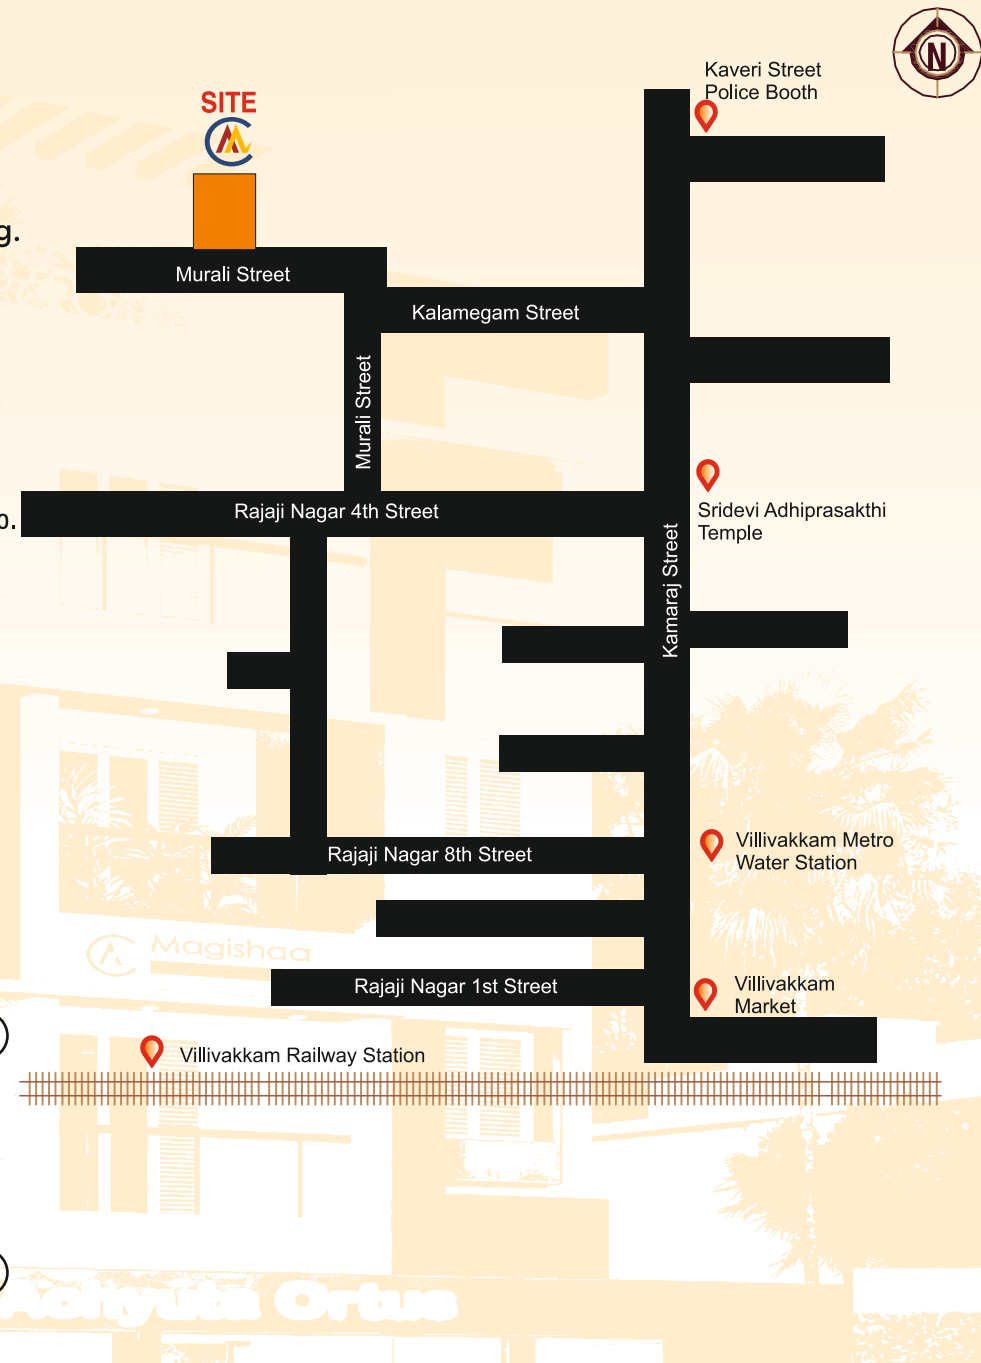 N
Kaveri Street
Police Booth
SITE
g.
Murali Street
Kalamegam Street
Murali Street
Rajaji Nagar 4th Street
o.
Sridevi Adhiprasakthi
Temple
Kamaraj Street
Villivakkam Metro
Water Station
Rajaji Nagar 8th Street
Magishaa
Rajaji Nagar 1st Street
Villivakkam
Market
Villivakkam Railway Station
Achyuta Ortus